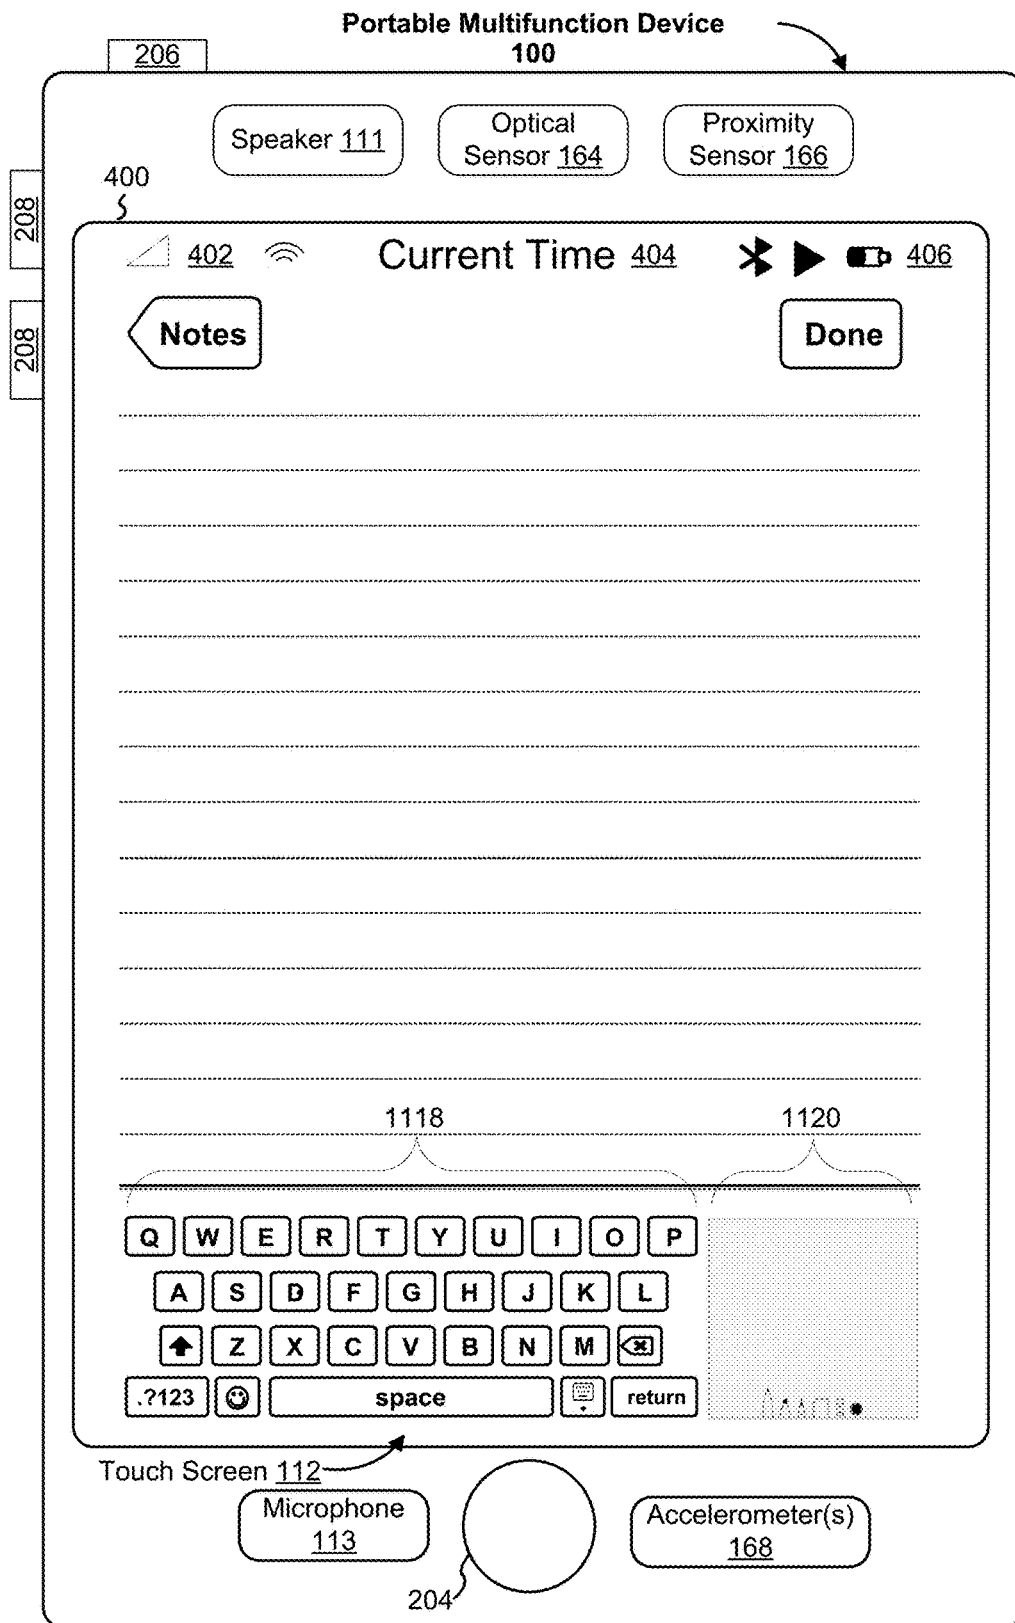 Portable Multifunction Device
100
206
Speaker 111
Optical
Sensor 164
Proximity
Sensor 166
208
400
402 Current Time 404 406
208
Notes Done
1118 1120
Q W E R T Y U I O P
A S D F G H J K L
Z X C V B N M
.?123 space return
Touch Screen 112
Microphone
113
Accelerometer(s)
168
204